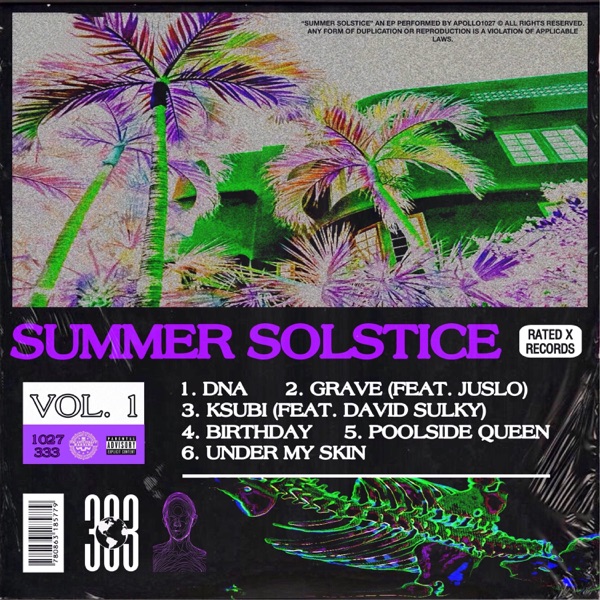 "SUMMER SOLSTICE" AN EP PERFORMED BY APOLLO1027 © ALL RIGHTS RESERVED.
ANY FORM OF DUPLICATION OR REPRODUCTION IS A VIOLATION OF APPLICABLE
LAWS.
SUMMER SOLSTICE
RATED X
RECORDS
VOL. 1
1. DNA 2. GRAVE (FEAT. JUSLO)
3. KSUBI (FEAT. DAVID SULKY)
4. BIRTHDAY 5. POOLSIDE QUEEN
6. UNDER MY SKIN
1027
333
PARENTAL
ADVISORY
EXPLICIT CONTENT
333
780863185779